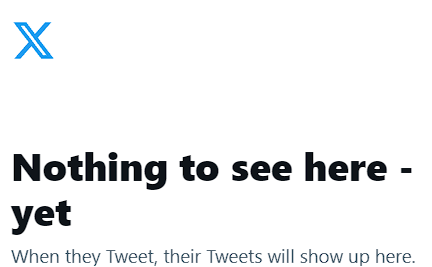 Nothing to see here -
yet
When they Tweet, their Tweets will show up here.